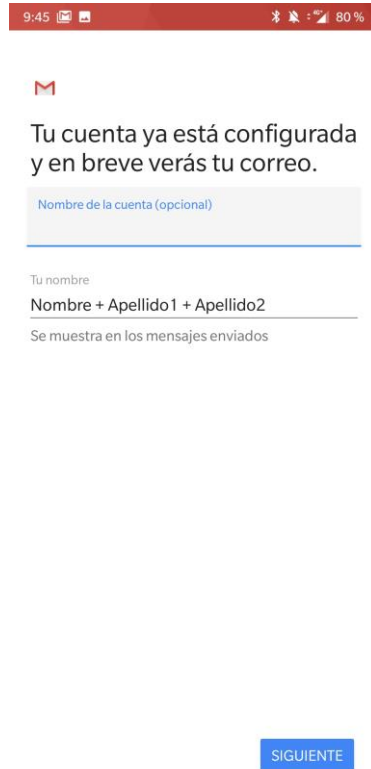 9:45 80 %
Tu cuenta ya está configurada
y en breve verás tu correo.
Nombre de la cuenta (opcional)
Tu nombre
Nombre + Apellido1 + Apellido2
Se muestra en los mensajes enviados
SIGUIENTE